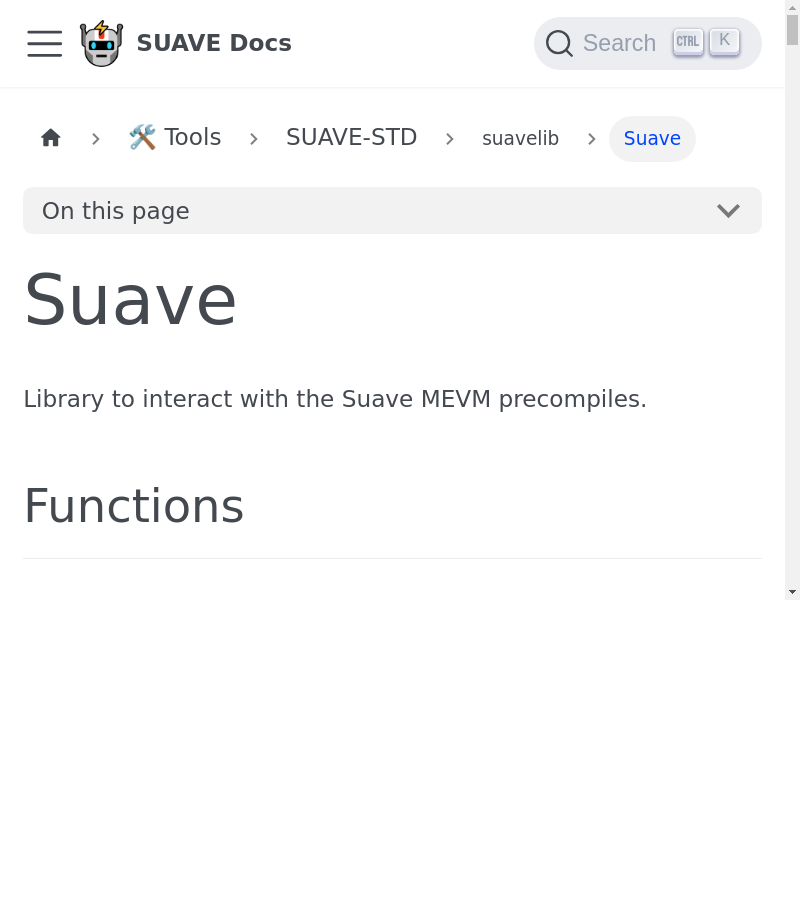 SUAVE Docs
Search CTRL K
🛠️ Tools > SUAVE-STD > suavelib > Suave
On this page
Suave
Library to interact with the Suave MEVM precompiles.
Functions